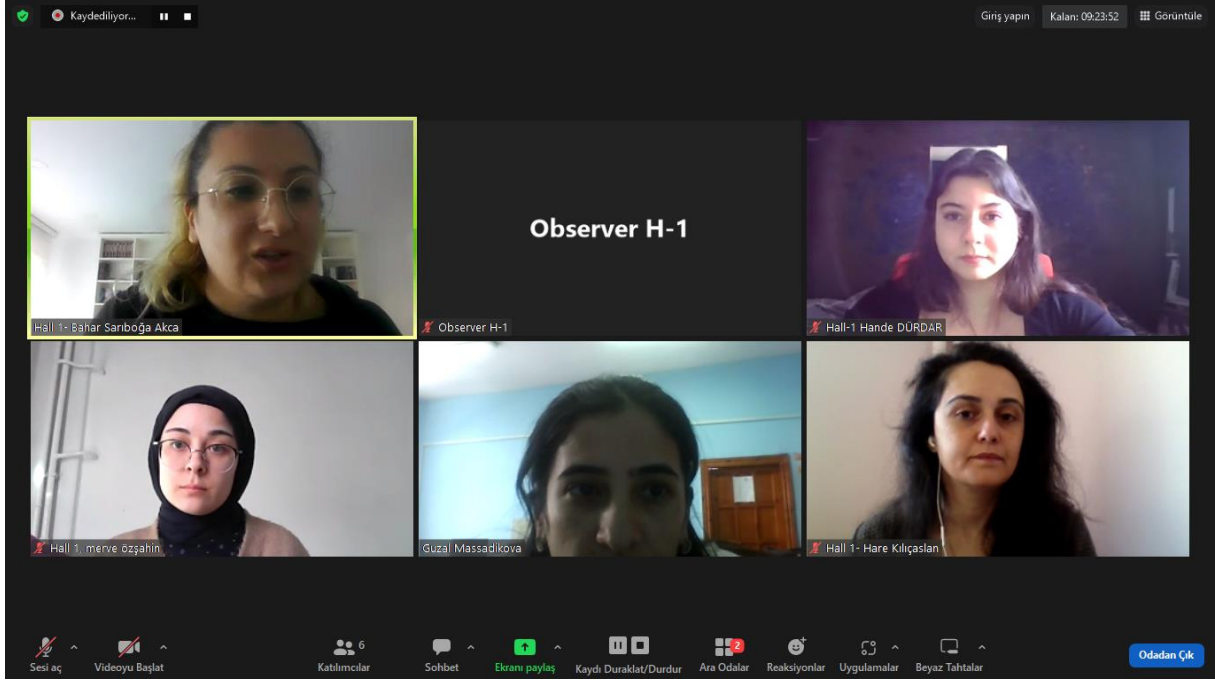 Kaydediliyor...
Giriş yapın
Kalan: 09:23:52
Görüntüle
Hall 1- Bahar Sarıboğa Akca
Observer H-1
Observer H-1
Hall-1 Hande DÜRDAR
Hall 1, merve özşahin
Guzal Massadikova
Hall 1- Hare Kılıçaslan
Sesi aç
Videoyu Başlat
6
Katılımcılar
Sohbet
Ekranı paylaş
Kaydı Duraklat/Durdur
2
Ara Odalar
Reaksiyonlar
Uygulamalar
Beyaz Tahtalar
Odadan Çık